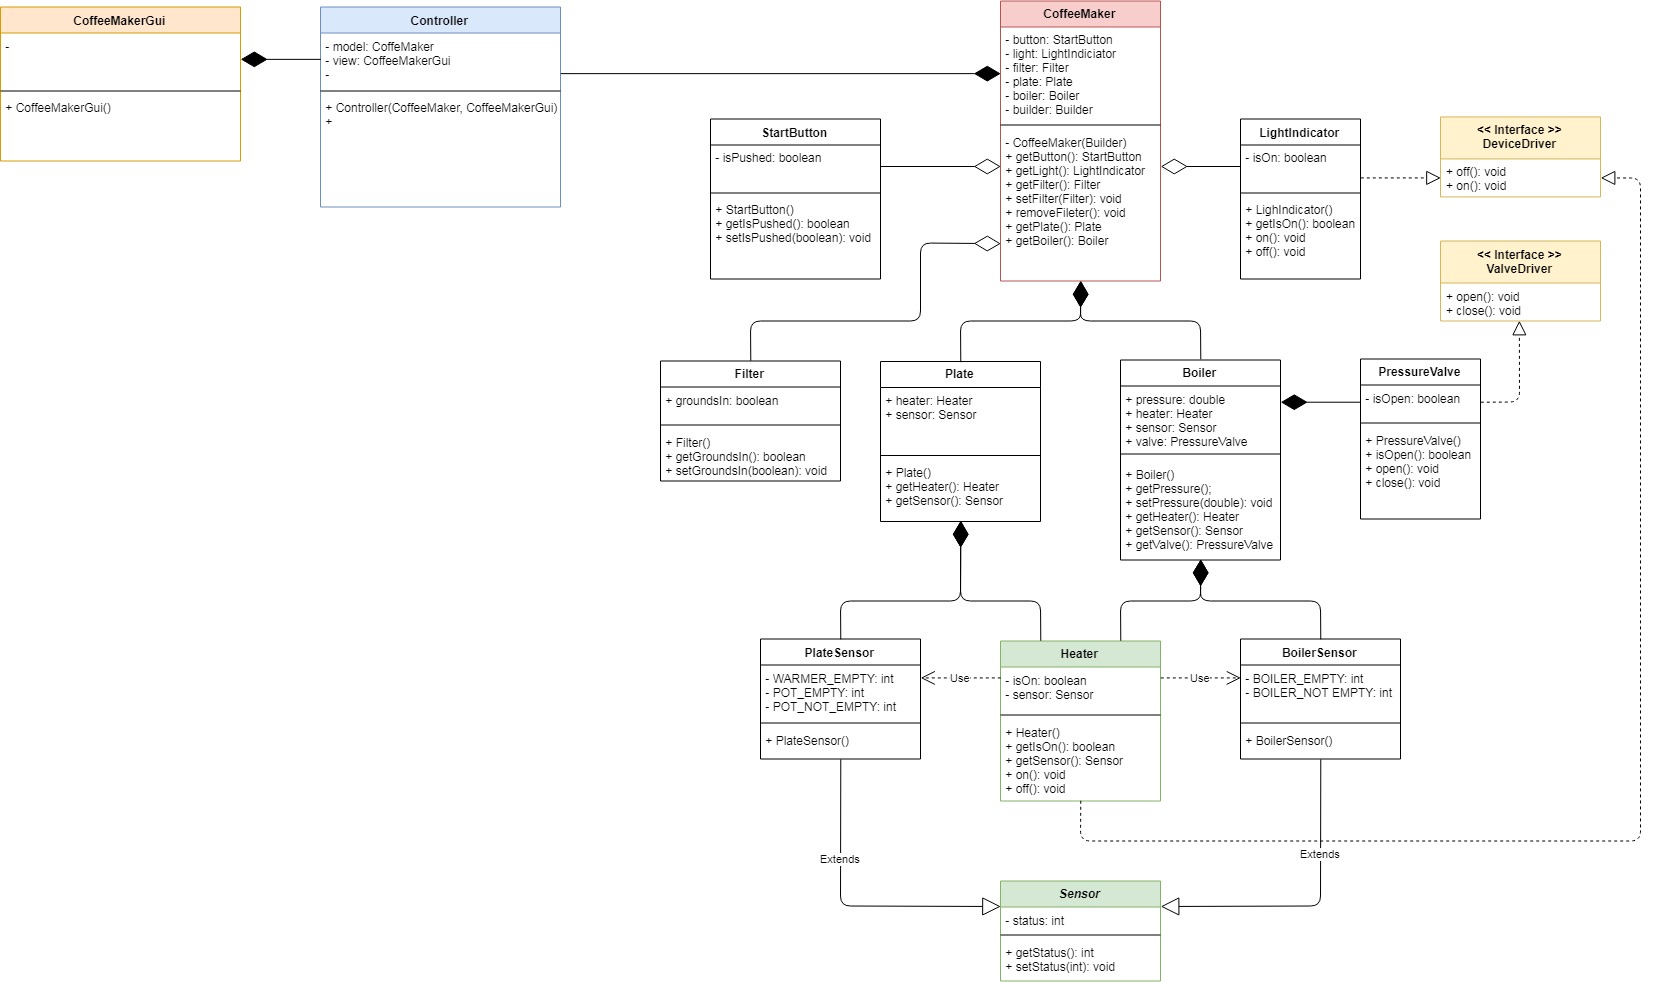 CoffeeMakerGui
-
+ CoffeeMakerGui()
Controller
- model: CoffeMaker
- view: CoffeeMakerGui
-
+ Controller(CoffeeMaker, CoffeeMakerGui)
+
CoffeeMaker
- button: StartButton
- light: LightIndiciator
- filter: Filter
- plate: Plate
- boiler: Boiler
- builder: Builder
- CoffeeMaker(Builder)
+ getButton(): StartButton
+ getLight(): LightIndicator
+ getFilter(): Filter
+ setFilter(Filter): void
+ removeFileter(): void
+ getPlate(): Plate
+ getBoiler(): Boiler
StartButton
- isPushed: boolean
+ StartButton()
+ getIsPushed(): boolean
+ setIsPushed(boolean): void
LightIndicator
- isOn: boolean
+ LighIndicator()
+ getIsOn(): boolean
+ on(): void
+ off(): void
<< Interface >>
DeviceDriver
+ off(): void
+ on(): void
<< Interface >>
ValveDriver
+ open(): void
+ close(): void
Filter
+ groundsIn: boolean
+ Filter()
+ getGroundsIn(): boolean
+ setGroundsIn(boolean): void
Plate
+ heater: Heater
+ sensor: Sensor
+ Plate()
+ getHeater(): Heater
+ getSensor(): Sensor
Boiler
+ pressure: double
+ heater: Heater
+ sensor: Sensor
+ valve: PressureValve
+ Boiler()
+ getPressure();
+ setPressure(double): void
+ getHeater(): Heater
+ getSensor(): Sensor
+ getValve(): PressureValve
PressureValve
- isOpen: boolean
+ PressureValve()
+ isOpen(): boolean
+ open(): void
+ close(): void
PlateSensor
- WARMER_EMPTY: int
- POT_EMPTY: int
- POT_NOT_EMPTY: int
+ PlateSensor()
Use
Heater
- isOn: boolean
- sensor: Sensor
+ Heater()
+ getIsOn(): boolean
+ getSensor(): Sensor
+ on(): void
+ off(): void
Use
BoilerSensor
- BOILER_EMPTY: int
- BOILER_NOT EMPTY: int
+ BoilerSensor()
Extends
Extends
Sensor
- status: int
+ getStatus(): int
+ setStatus(int): void